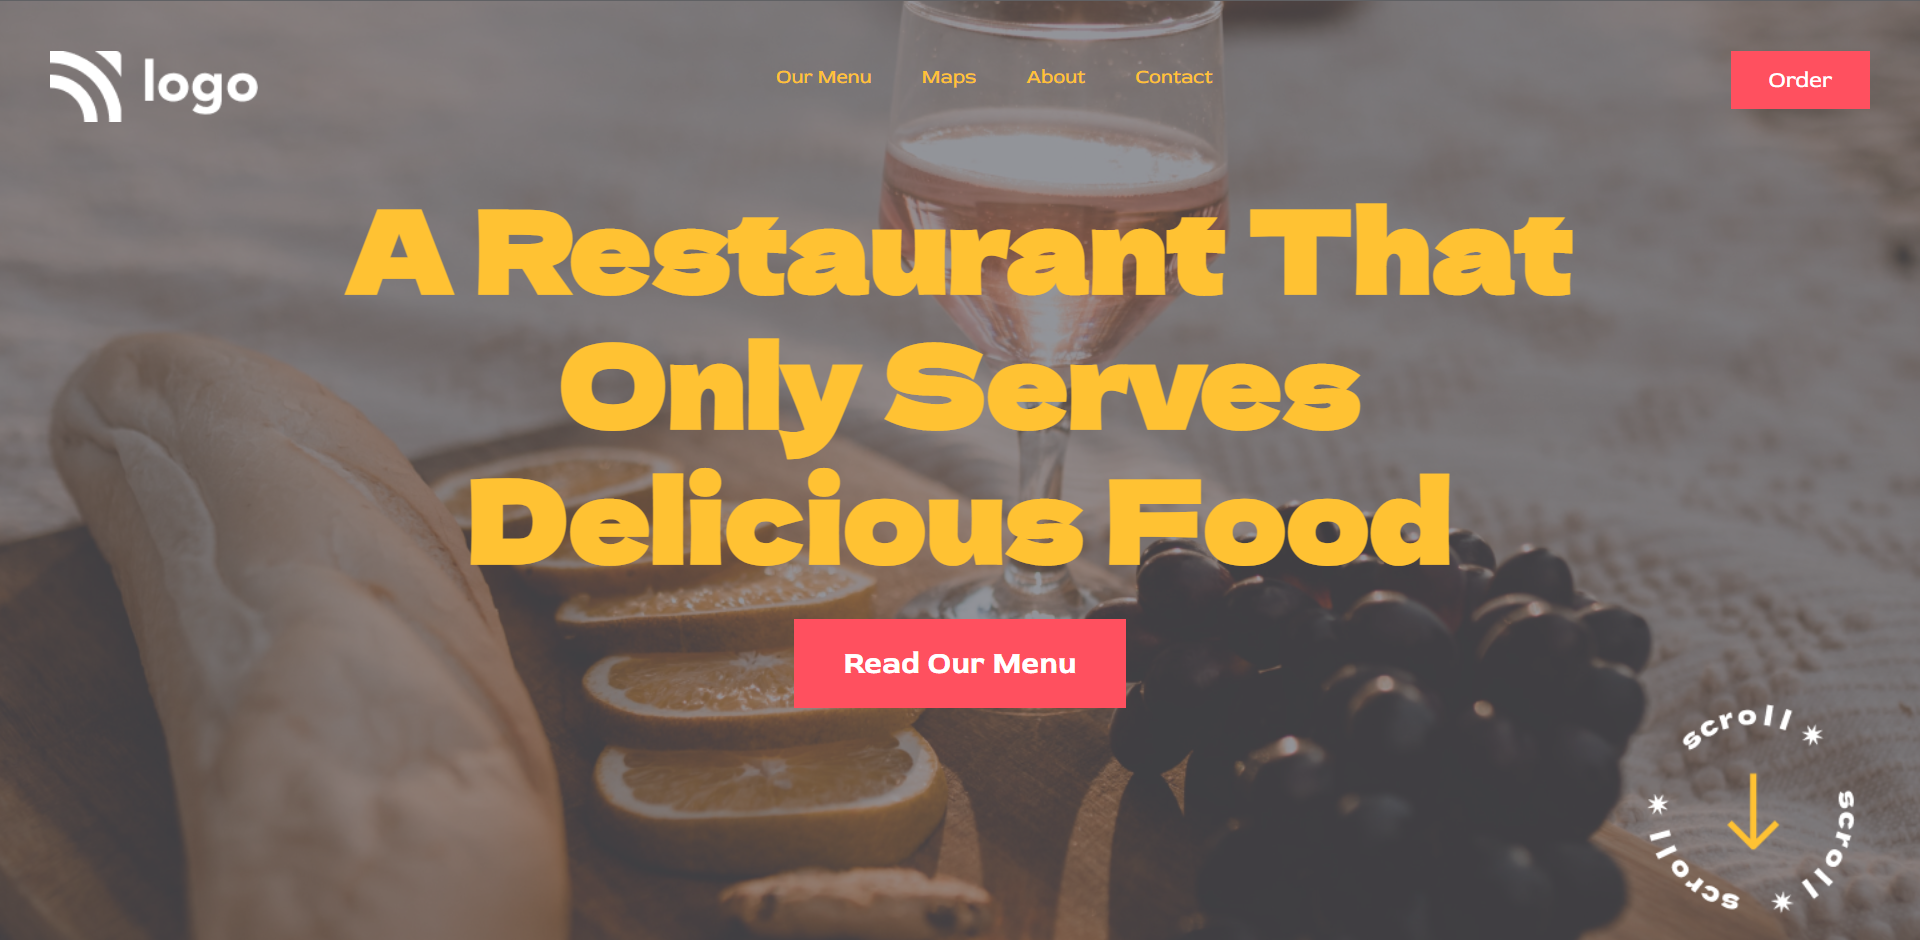 logo
Our Menu Maps About Contact
Order
A Restaurant That
Only Serves
Delicious Food
Read Our Menu
scroll
scroll
scroll